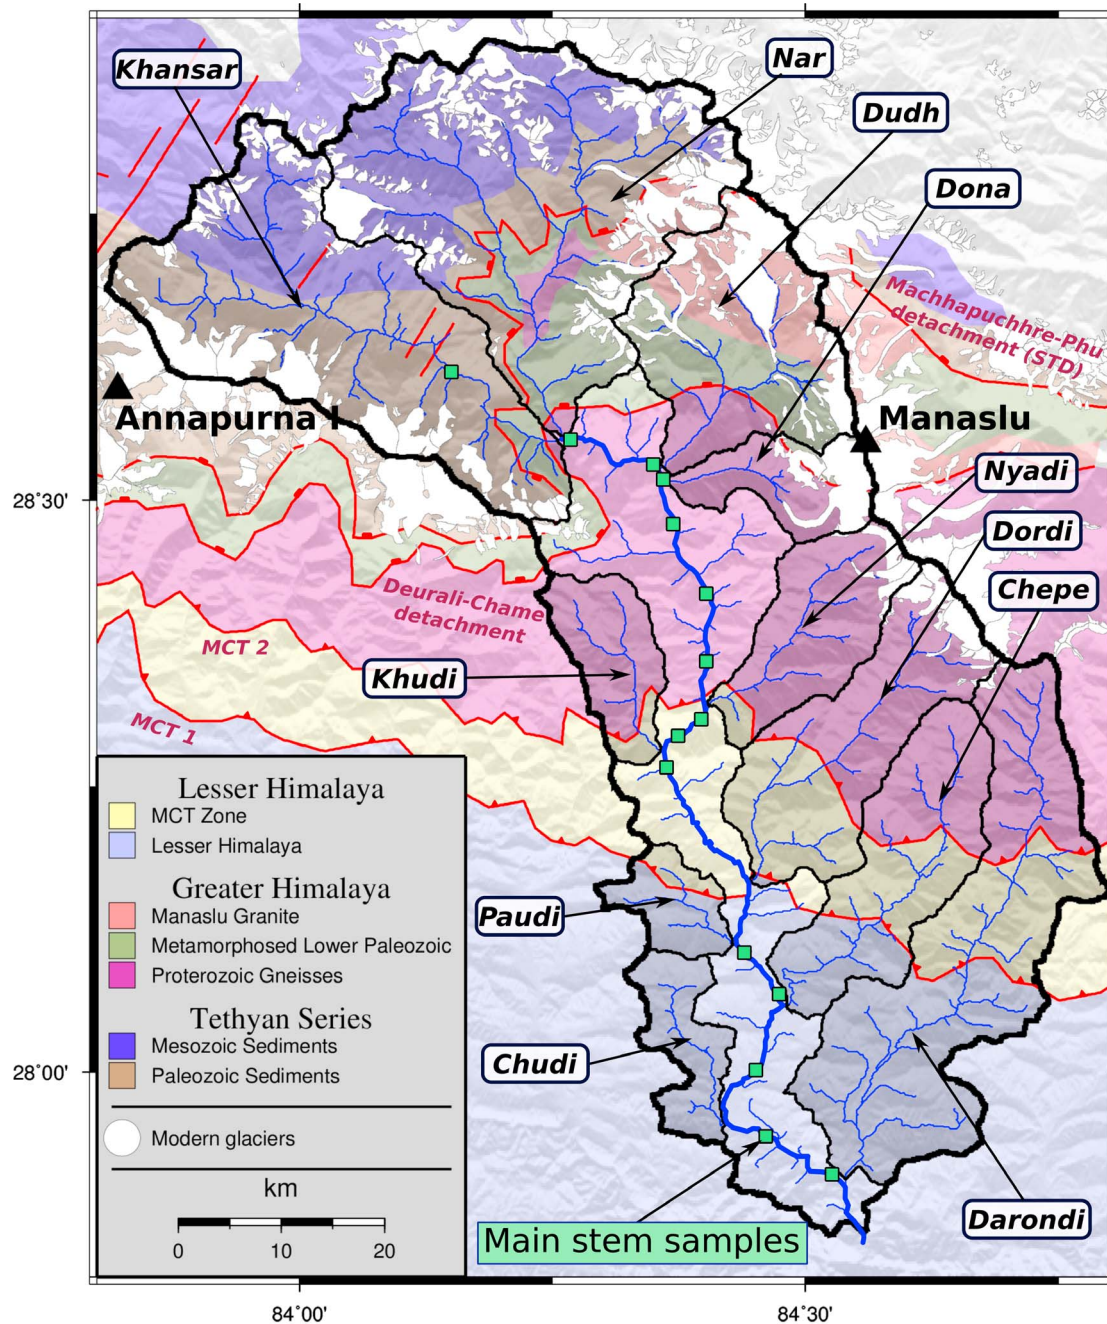 Khansar
Nar
Dudh
Dona
Machhapuchhre-Phu
detachment (STD)
Annapurna I
Manaslu
Nyadi
28°30'
Dordi
Chepe
Deurali-Chame
detachment
MCT 2
Khudi
MCT 1
Lesser Himalaya
MCT Zone
Lesser Himalaya
Greater Himalaya
Manaslu Granite
Metamorphosed Lower Paleozoic
Proterozoic Gneisses
Paudi
Tethyan Series
Mesozoic Sediments
Paleozoic Sediments
Chudi
28°00'
Modern glaciers
km
0 10 20
Darondi
Main stem samples
84°00' 84°30'